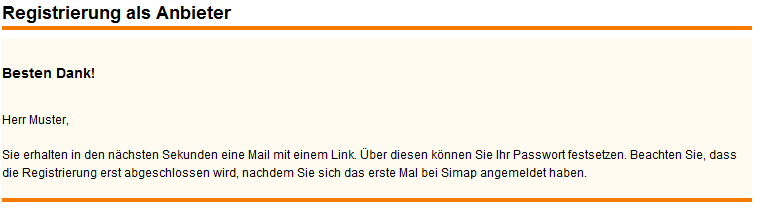 Registrierung als Anbieter
Besten Dank!
Herr Muster,
Sie erhalten in den nächsten Sekunden eine Mail mit einem Link. Über diesen können Sie Ihr Passwort festsetzen. Beachten Sie, dass
die Registrierung erst abgeschlossen wird, nachdem Sie sich das erste Mal bei Simap angemeldet haben.